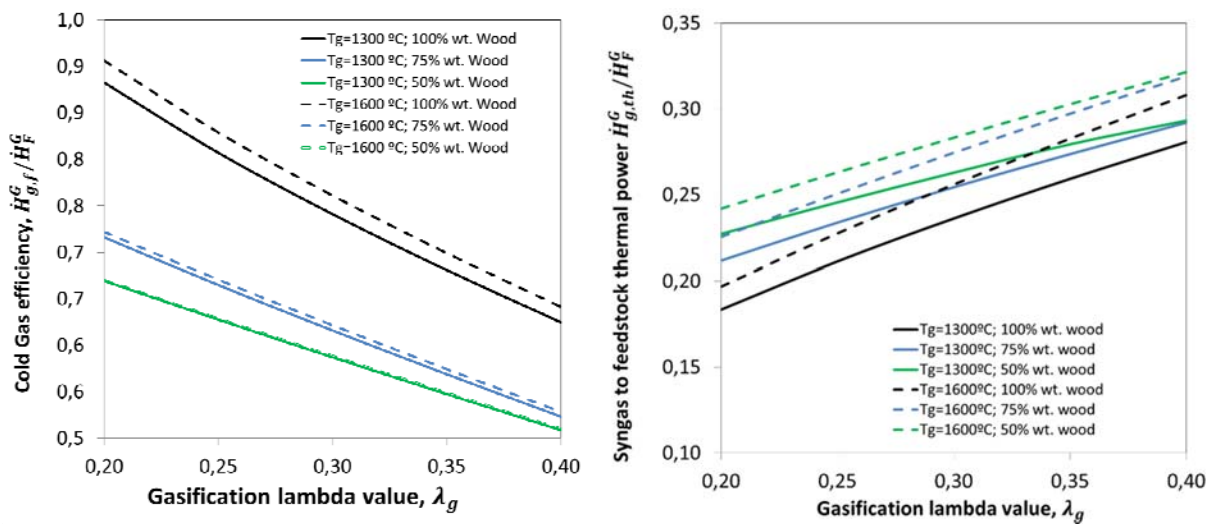 1,0
0,9
0,9
0,8
0,8
0,7
0,7
0,6
0,6
0,5
Cold Gas efficiency, Ḣ_{g,f}^G/Ḣ_F^G
Tg=1300 ºC; 100% wt. Wood
Tg=1300 ºC; 75% wt. Wood
Tg=1300 ºC; 50% wt. Wood
Tg=1600 ºC; 100% wt. Wood
Tg=1600 ºC; 75% wt. Wood
Tg=1600 ºC; 50% wt. Wood
0,20 0,25 0,30 0,35 0,40
Gasification lambda value, λ_g
0,35
0,30
0,25
0,20
0,15
0,10
Syngas to feedstock thermal power Ḣ_{g,th}^G/Ḣ_F^G
Tg=1300ºC; 100% wt. wood
Tg=1300ºC; 75% wt. wood
Tg=1300ºC; 50% wt. wood
Tg=1600ºC; 100% wt. wood
Tg=1600ºC; 75% wt. wood
Tg=1600ºC; 50% wt. wood
0,20 0,25 0,30 0,35 0,40
Gasification lambda value, λ_g